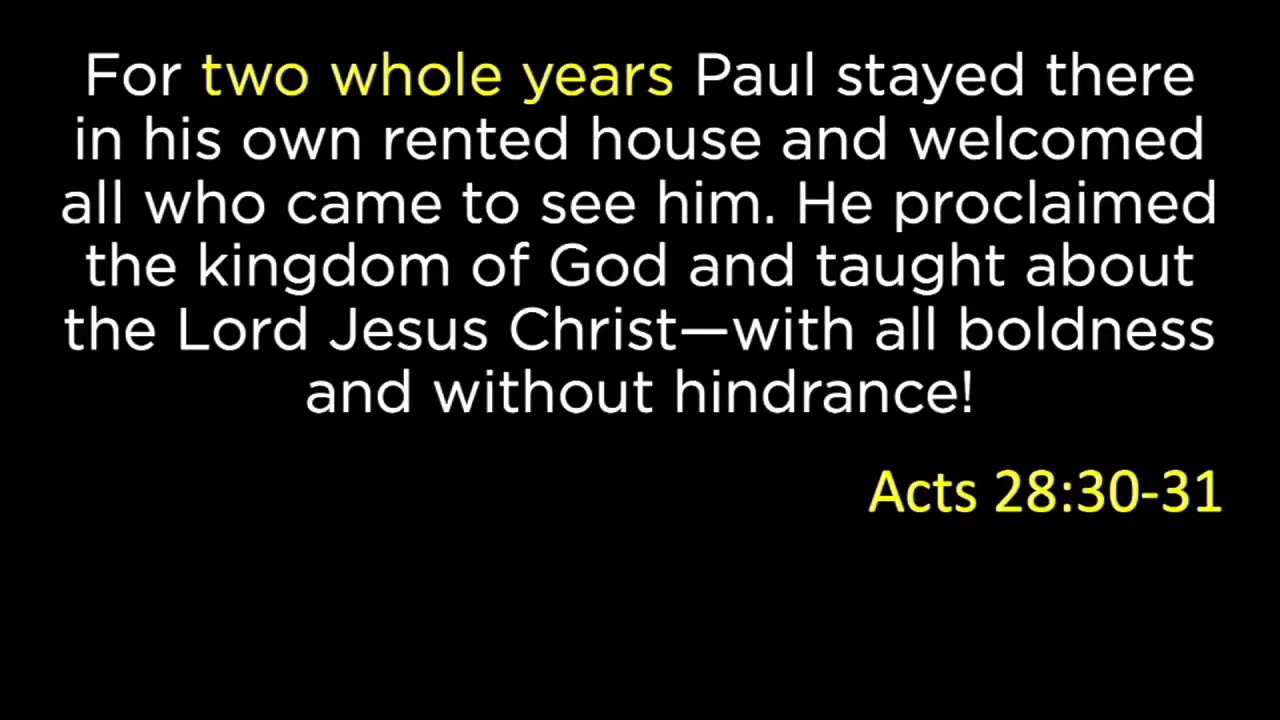 For two whole years Paul stayed there
in his own rented house and welcomed
all who came to see him. He proclaimed
the kingdom of God and taught about
the Lord Jesus Christ—with all boldness
and without hindrance!
Acts 28:30-31